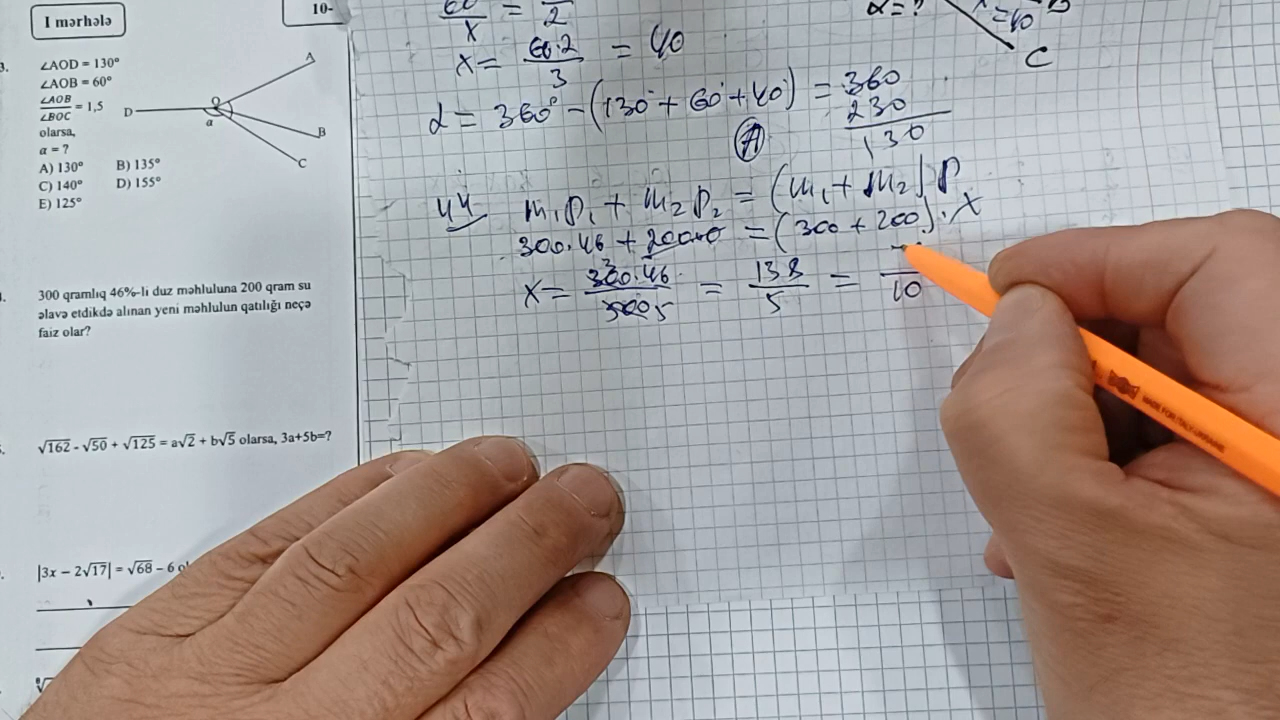 I mərhələ
10-
3.
∠AOD = 130°
∠AOB = 60°
∠AOB/∠BOC = 1,5
olarsa,
α = ?
A) 130° B) 135°
C) 140° D) 155°
E) 125°
A
O
D
α
B
C
300 qramlıq 46%-li duz məhluluna 200 qram su
əlavə etdikdə alınan yeni məhlulun qatılığı neçə
faiz olar?
√162 - √50 + √125 = a√2 + b√5 olarsa, 3a+5b=?
|3x − 2√17| = √68 − 6
60/x = /2
x = 60·2/3 = 40
α = 360° − (130° + 60° + 40°) = 360
230
130
A
α = ?
C
44 m₁p₁ + m₂p₂ = (m₁ + m₂)p
300·46 + 200·0 = (300 + 200)·x
x = 300·46/500 5 = 138/5 = /10